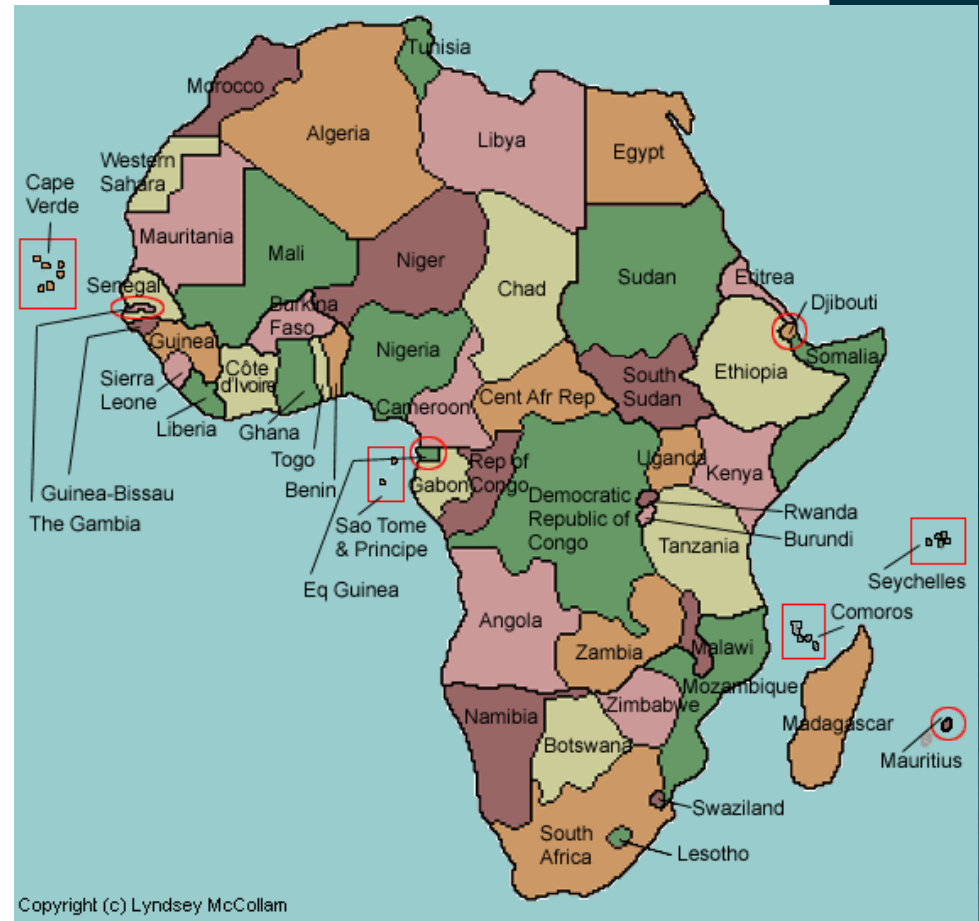 Tunisia
Morocco
Algeria
Libya
Egypt
Western
Sahara
Cape
Verde
Mauritania
Mali
Niger
Chad
Sudan
Eritrea
Djibouti
Senegal
Burkina
Faso
Guinea
Nigeria
Somalia
Côte
d'Ivoire
Sierra
Leone
South
Sudan
Ethiopia
Cent Afr Rep
Cameroon
Liberia
Ghana
Togo
Benin
Uganda
Kenya
Rep of
Congo
Gabon
Guinea-Bissau
The Gambia
Democratic
Republic of
Congo
Rwanda
Burundi
Sao Tome
& Principe
Tanzania
Eq Guinea
Seychelles
Comoros
Angola
Malawi
Zambia
Mozambique
Zimbabwe
Namibia
Madagascar
Botswana
Mauritius
Swaziland
South
Africa
Lesotho
Copyright (c) Lyndsey McCollam